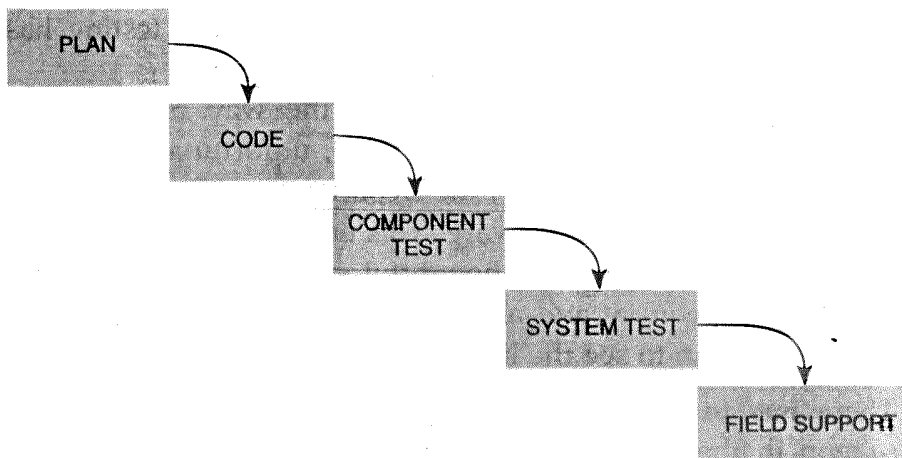 PLAN
CODE
COMPONENT
TEST
SYSTEM TEST
FIELD SUPPORT